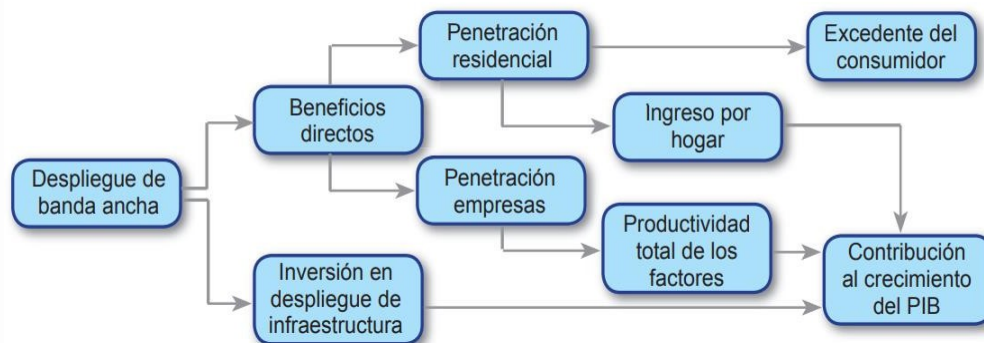 Despliegue de
banda ancha
Beneficios
directos
Inversión en
despliegue de
infraestructura
Penetración
residencial
Penetración
empresas
Excedente del
consumidor
Ingreso por
hogar
Productividad
total de los
factores
Contribución
al crecimiento
del PIB